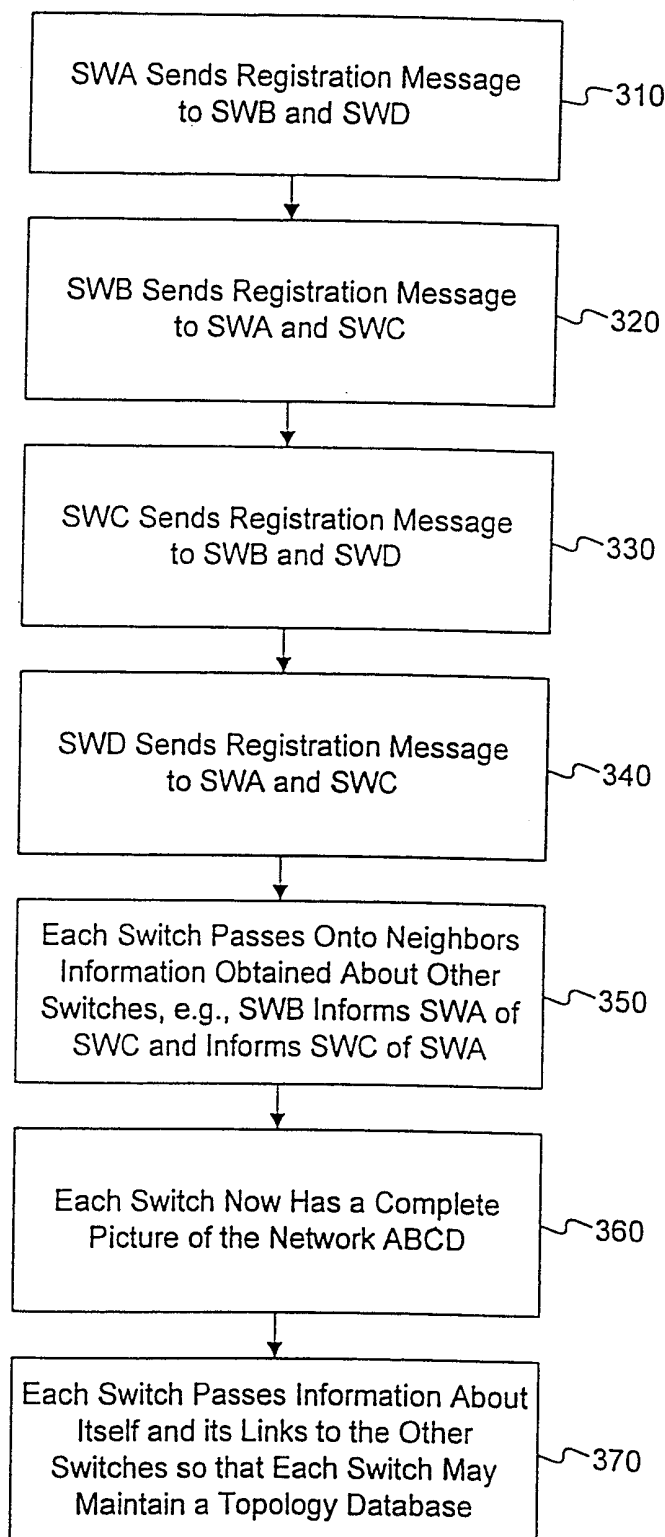 SWA Sends Registration Message
to SWB and SWD
310
SWB Sends Registration Message
to SWA and SWC
320
SWC Sends Registration Message
to SWB and SWD
330
SWD Sends Registration Message
to SWA and SWC
340
Each Switch Passes Onto Neighbors
Information Obtained About Other
Switches, e.g., SWB Informs SWA of
SWC and Informs SWC of SWA
350
Each Switch Now Has a Complete
Picture of the Network ABCD
360
Each Switch Passes Information About
Itself and its Links to the Other
Switches so that Each Switch May
Maintain a Topology Database
370